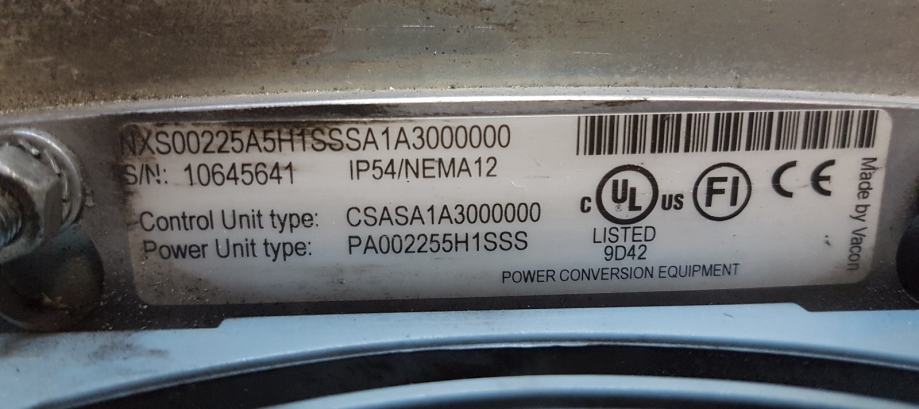 NXS00225A5H1SSSA1A3000000
S/N: 10645641 IP54/NEMA12
Control Unit type: CSASA1A3000000
Power Unit type: PA002255H1SSS
C UL US FI CE
LISTED
9D42
POWER CONVERSION EQUIPMENT
Made by Vacon